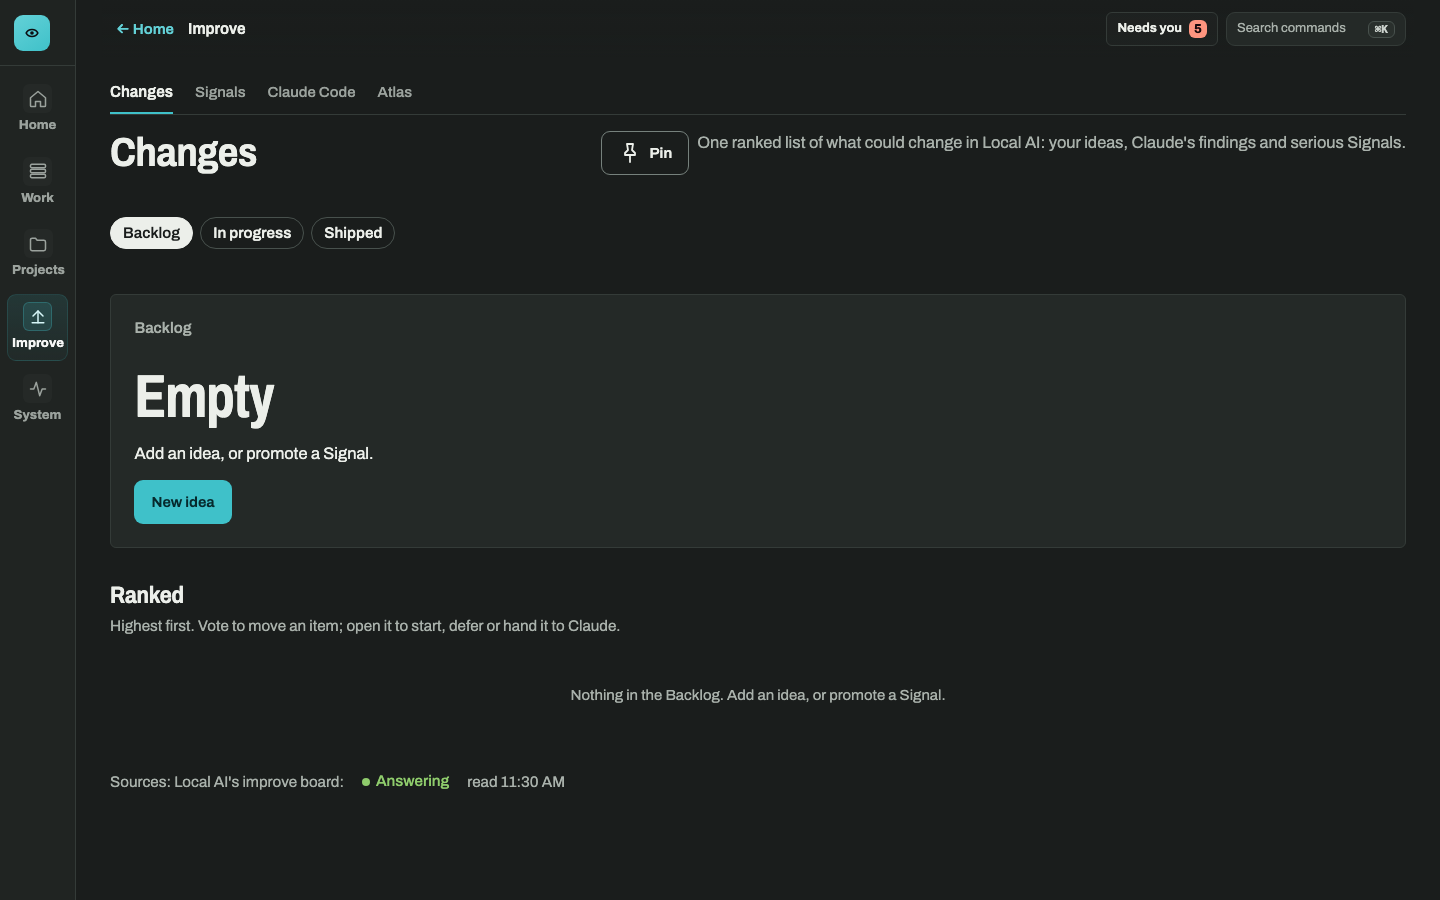 ← Home Improve
Needs you 5
Search commands ⌘K
Home
Work
Projects
Improve
System
Changes Signals Claude Code Atlas
Changes
Pin
One ranked list of what could change in Local AI: your ideas, Claude's findings and serious Signals.
Backlog In progress Shipped
Backlog
Empty
Add an idea, or promote a Signal.
New idea
Ranked
Highest first. Vote to move an item; open it to start, defer or hand it to Claude.
Nothing in the Backlog. Add an idea, or promote a Signal.
Sources: Local AI's improve board: Answering read 11:30 AM